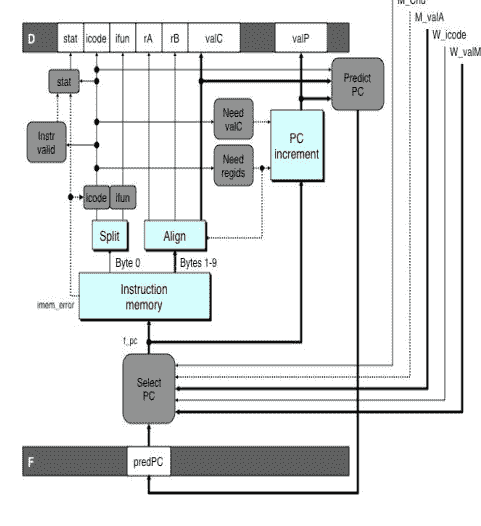 M_Cnd
M_valA
W_icode
W_valM
D stat icode ifun rA rB valC valP
stat
Predict
PC
Instr
valid
Need
valC
PC
increment
Need
regids
icode ifun
Split
Align
Byte 0
Bytes 1-9
Instruction
memory
imem_error
f_pc
Select
PC
F predPC